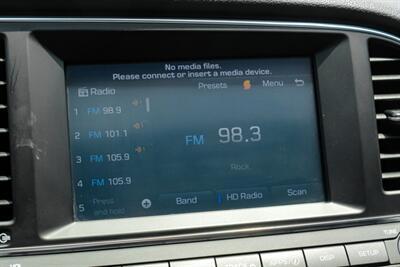 No media files.
Please connect or insert a media device.
Radio Presets Menu
1 FM 98.9
2 FM 101.1
3 FM 105.9
4 FM 105.9
5 Press and hold
FM 98.3
Rock
Band HD Radio Scan
TUNE
DISP SETUP